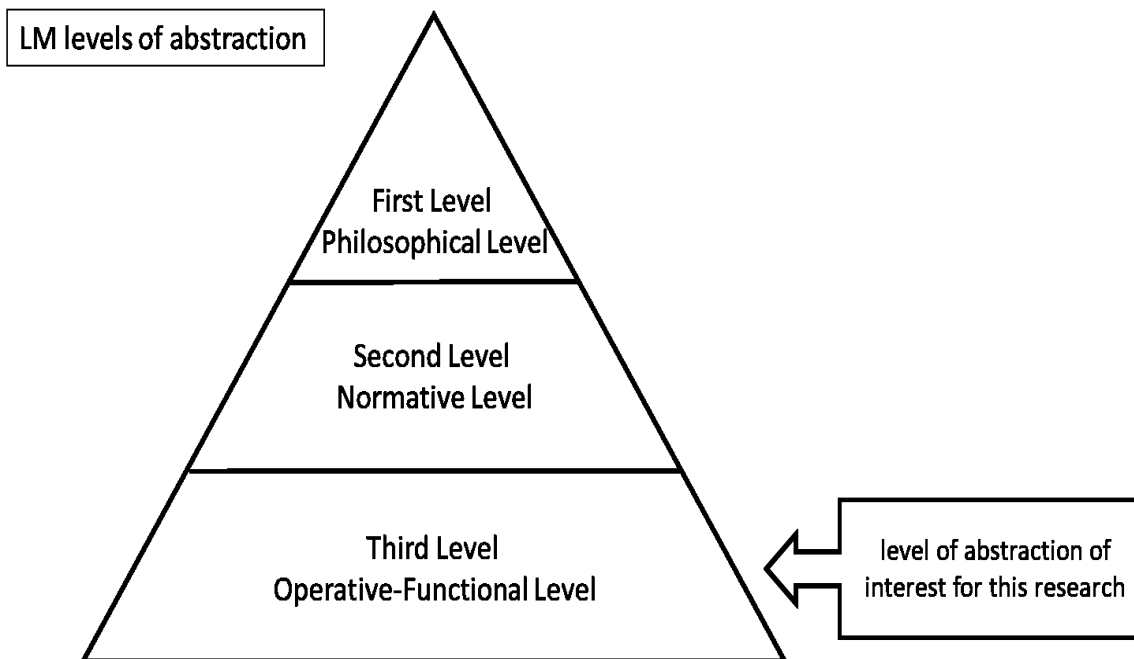 LM levels of abstraction
First Level
Philosophical Level
Second Level
Normative Level
Third Level
Operative-Functional Level
level of abstraction of
interest for this research